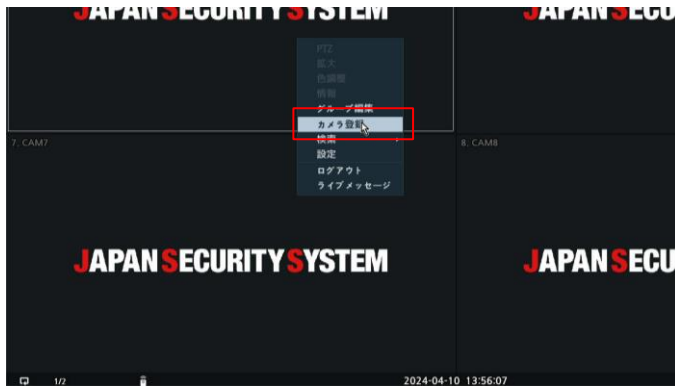 JAPAN SECURITY SYSTEM
JAPAN SECU
PTZ
拡大
色調整
情報
グループ編集
カメラ登録
検索
設定
ログアウト
ライブメッセージ
7. CAM7
8. CAM8
JAPAN SECURITY SYSTEM
JAPAN SECU
1/2
2024-04-10 13:56:07